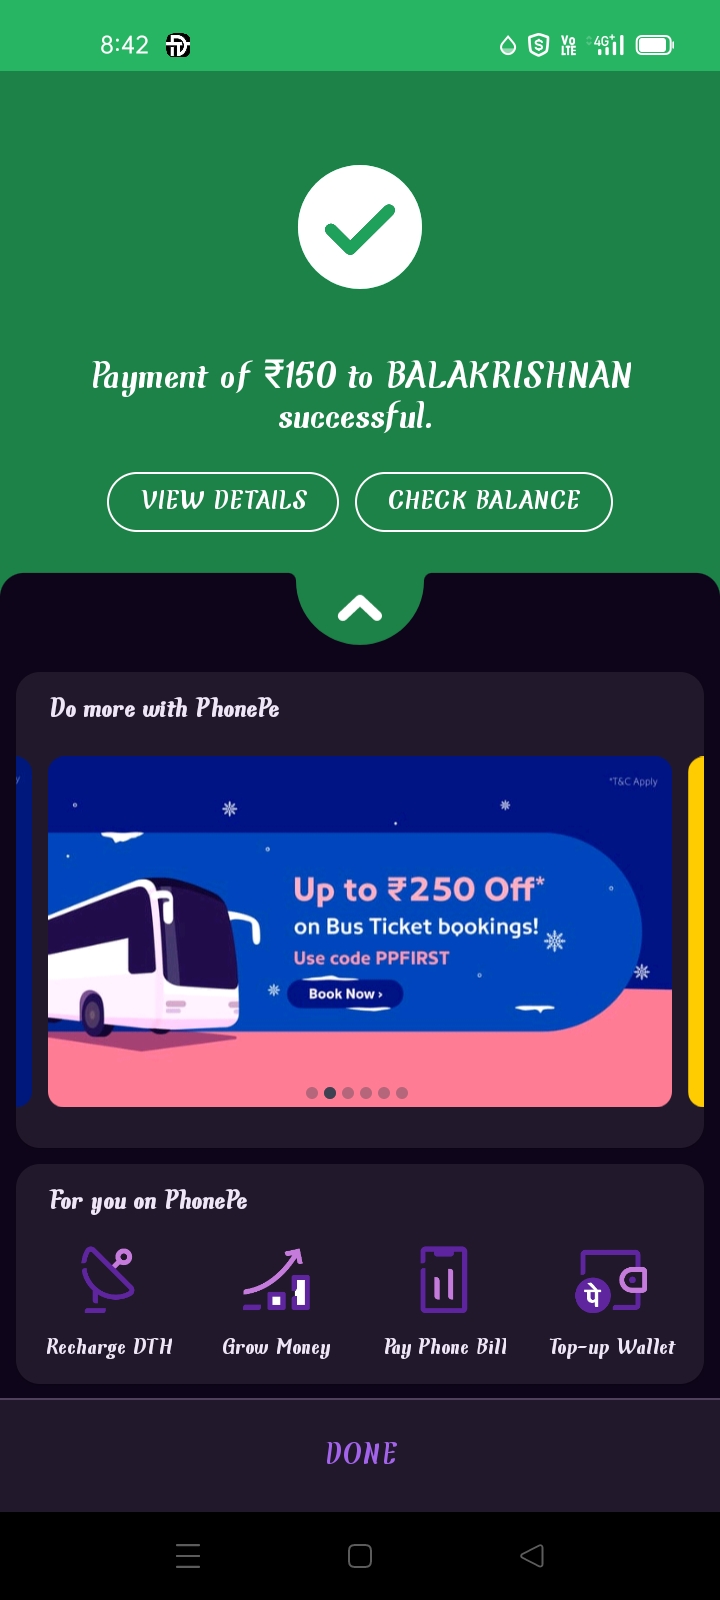 8:42
Vo
LTE
4G+
Payment of ₹150 to BALAKRISHNAN
successful.
VIEW DETAILS
CHECK BALANCE
Do more with PhonePe
*T&C Apply
Up to ₹250 Off*
on Bus Ticket bookings!
Use code PPFIRST
Book Now ›
For you on PhonePe
पे
Recharge DTH
Grow Money
Pay Phone Bill
Top-up Wallet
DONE